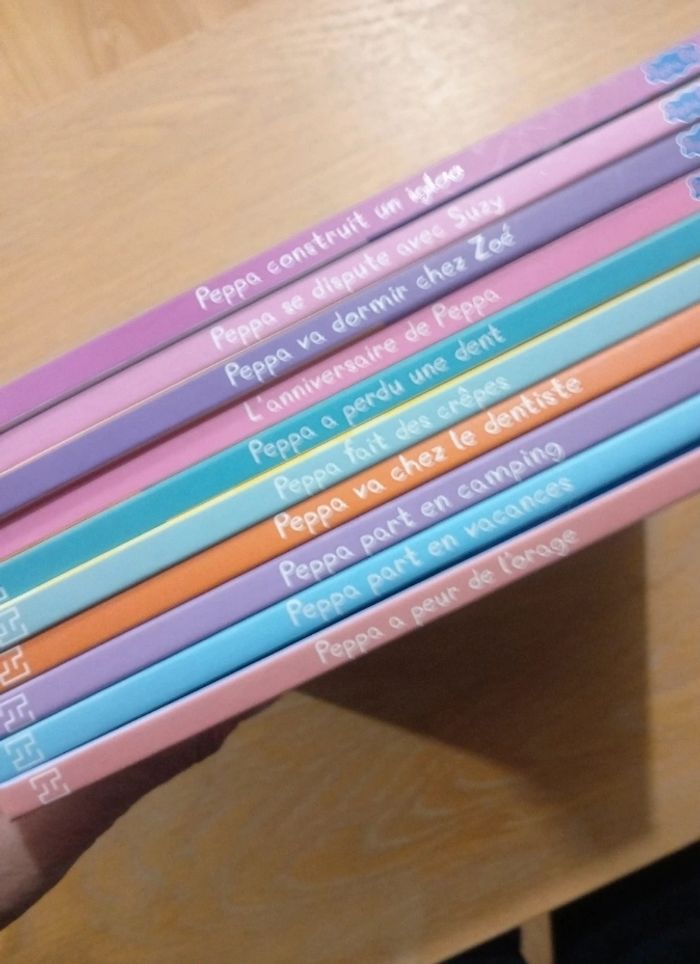 Peppa construit un igloo
Peppa se dispute avec Suzy
Peppa va dormir chez Zoé
L'anniversaire de Peppa
Peppa a perdu une dent
Peppa fait des crêpes
Peppa va chez le dentiste
Peppa part en camping
Peppa part en vacances
Peppa a peur de l'orage